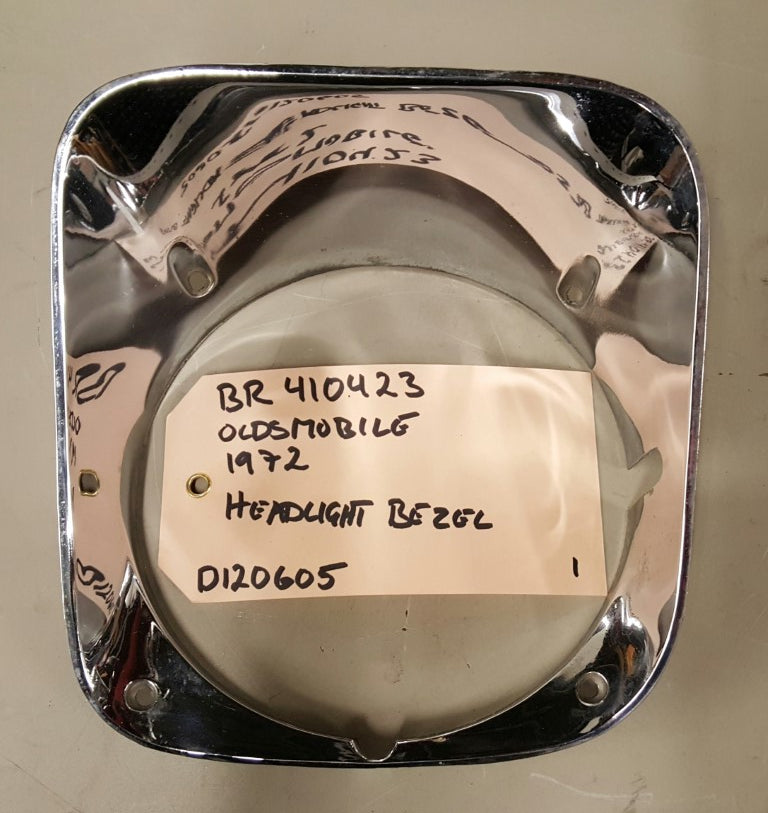 BR 410423
OLDSMOBILE
1972
HEADLIGHT BEZEL
D120605 1